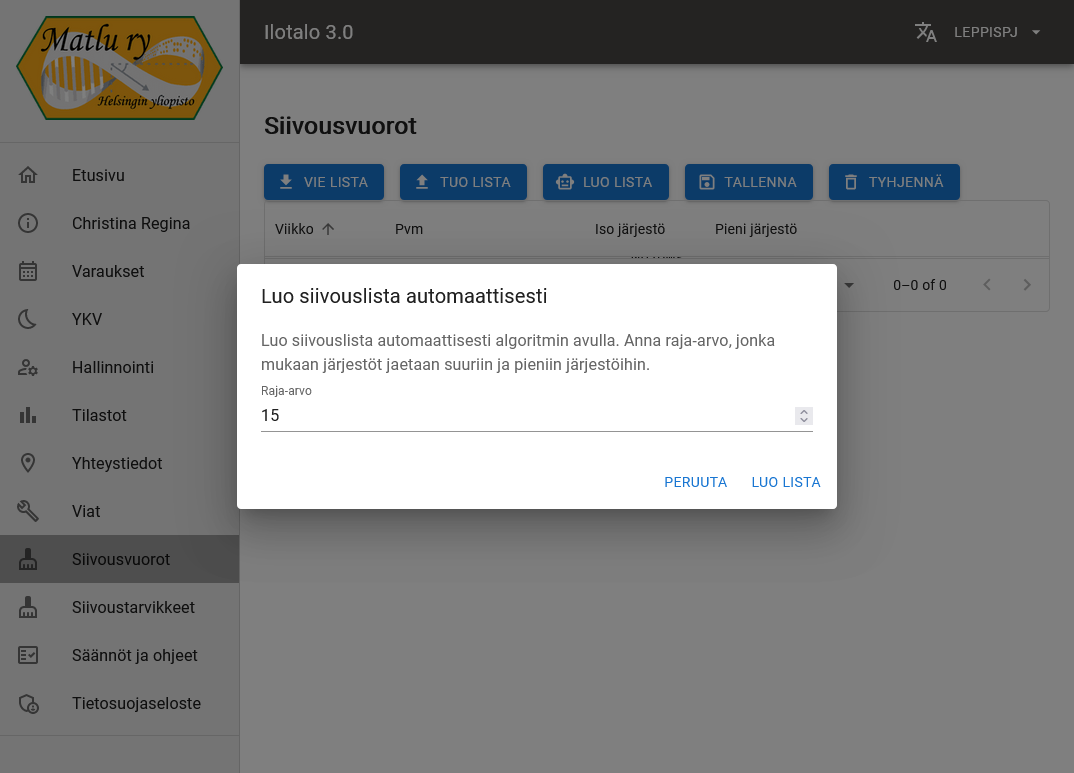 Matlu ry
Helsingin yliopisto
Ilotalo 3.0
LEPPISPJ
Etusivu
Christina Regina
Varaukset
YKV
Hallinnointi
Tilastot
Yhteystiedot
Viat
Siivousvuorot
Siivoustarvikkeet
Säännöt ja ohjeet
Tietosuojaseloste
Siivousvuorot
VIE LISTA
TUO LISTA
LUO LISTA
TALLENNA
TYHJENNÄ
Viikko
Pvm
Iso järjestö
Pieni järjestö
0–0 of 0
Luo siivouslista automaattisesti
Luo siivouslista automaattisesti algoritmin avulla. Anna raja-arvo, jonka
mukaan järjestöt jaetaan suuriin ja pieniin järjestöihin.
Raja-arvo
15
PERUUTA
LUO LISTA